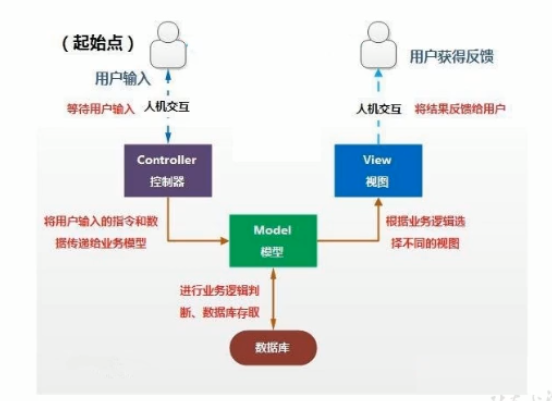 （起始点）
用户输入
用户获得反馈
等待用户输入
人机交互
人机交互
将结果反馈给用户
Controller
控制器
View
视图
将用户输入的指令和数
据传递给业务模型
Model
模型
根据业务逻辑选
择不同的视图
进行业务逻辑判
断、数据库存取
数据库